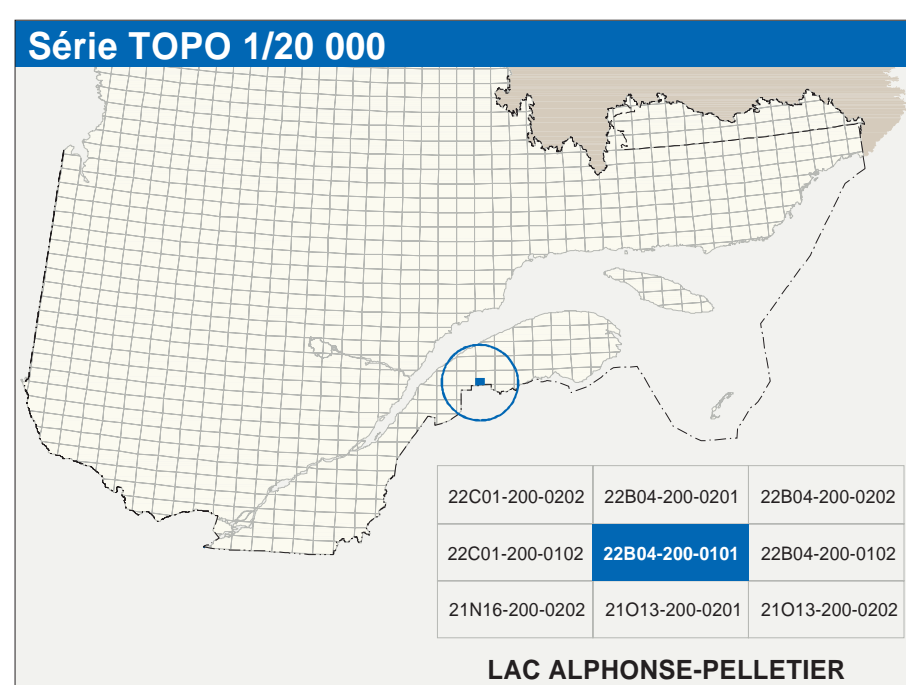 Série TOPO 1/20 000
22C01-200-0202 22B04-200-0201 22B04-200-0202
22C01-200-0102 22B04-200-0101 22B04-200-0102
21N16-200-0202 21O13-200-0201 21O13-200-0202
LAC ALPHONSE-PELLETIER